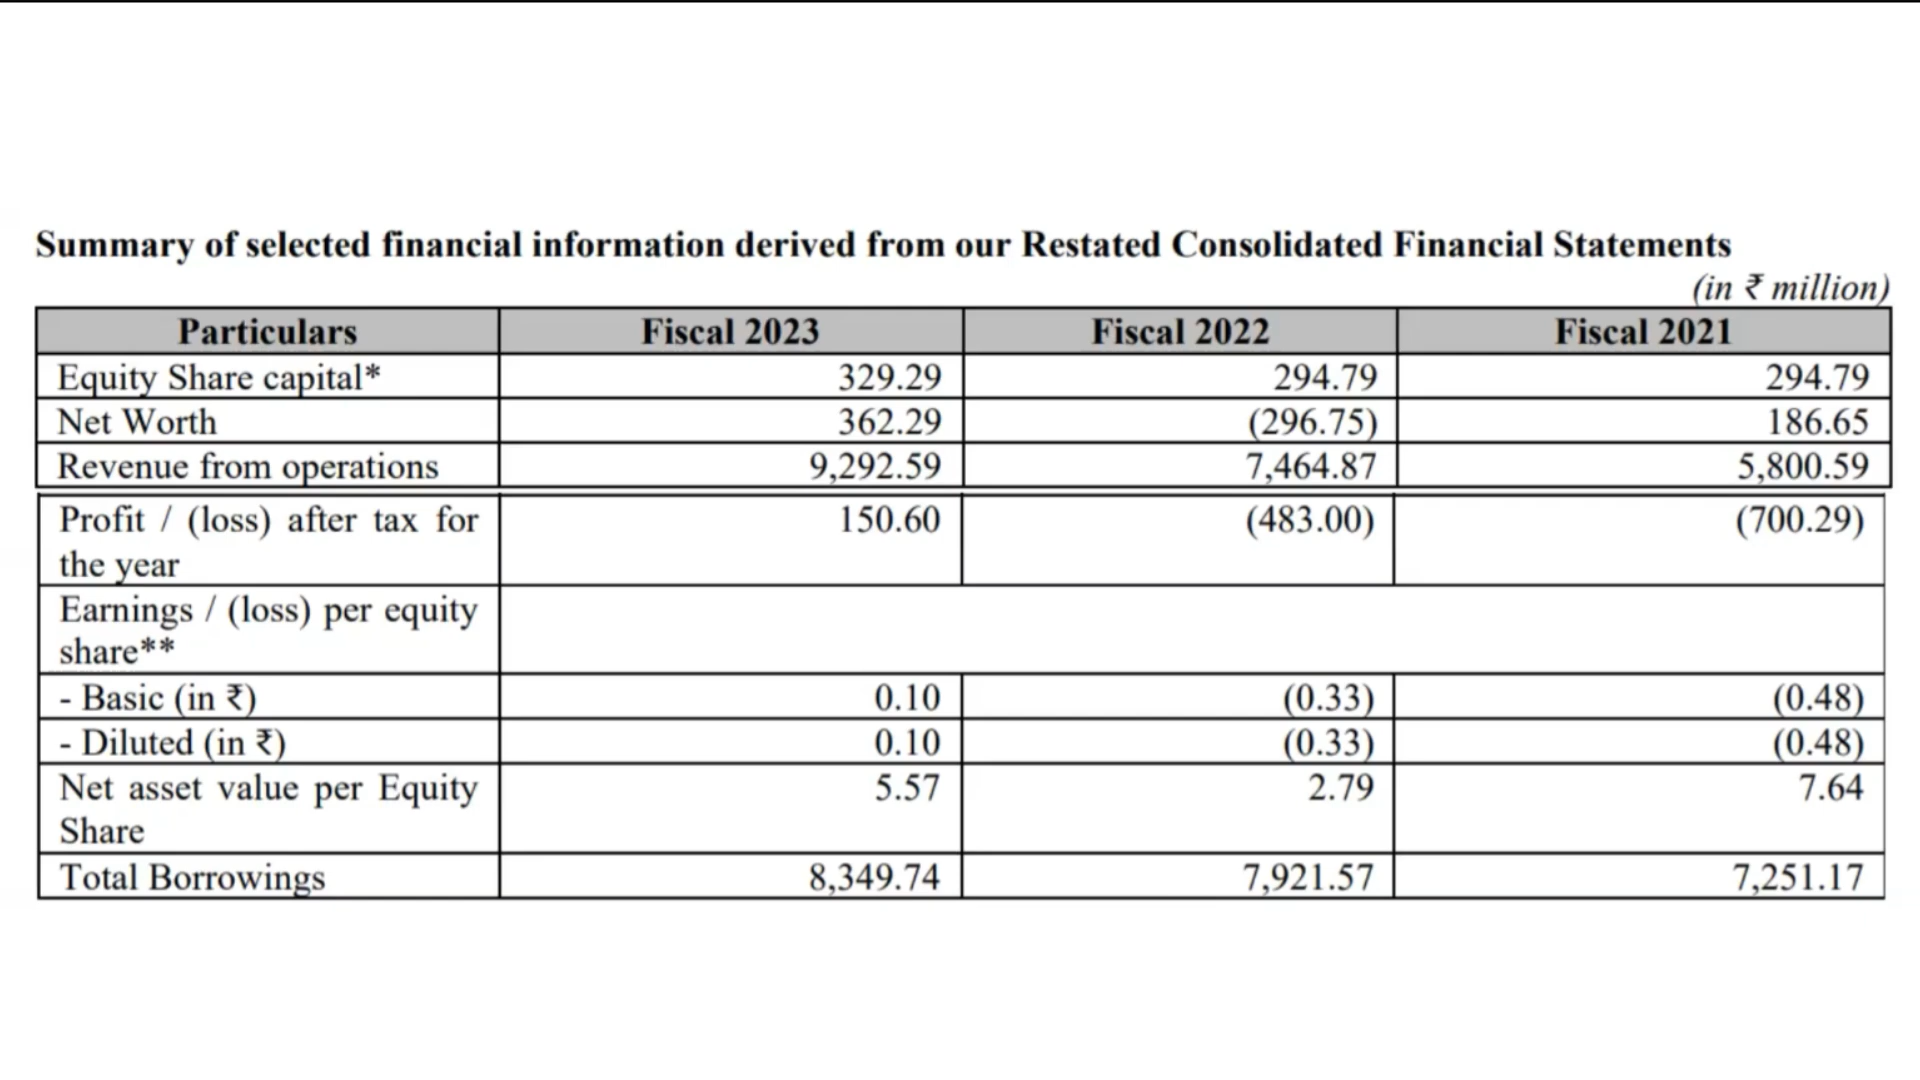 Summary of selected financial information derived from our Restated Consolidated Financial Statements
(in ₹ million)
Particulars Fiscal 2023 Fiscal 2022 Fiscal 2021
Equity Share capital* 329.29 294.79 294.79
Net Worth 362.29 (296.75) 186.65
Revenue from operations 9,292.59 7,464.87 5,800.59
Profit / (loss) after tax for 150.60 (483.00) (700.29)
the year
Earnings / (loss) per equity
share**
- Basic (in ₹) 0.10 (0.33) (0.48)
- Diluted (in ₹) 0.10 (0.33) (0.48)
Net asset value per Equity 5.57 2.79 7.64
Share
Total Borrowings 8,349.74 7,921.57 7,251.17